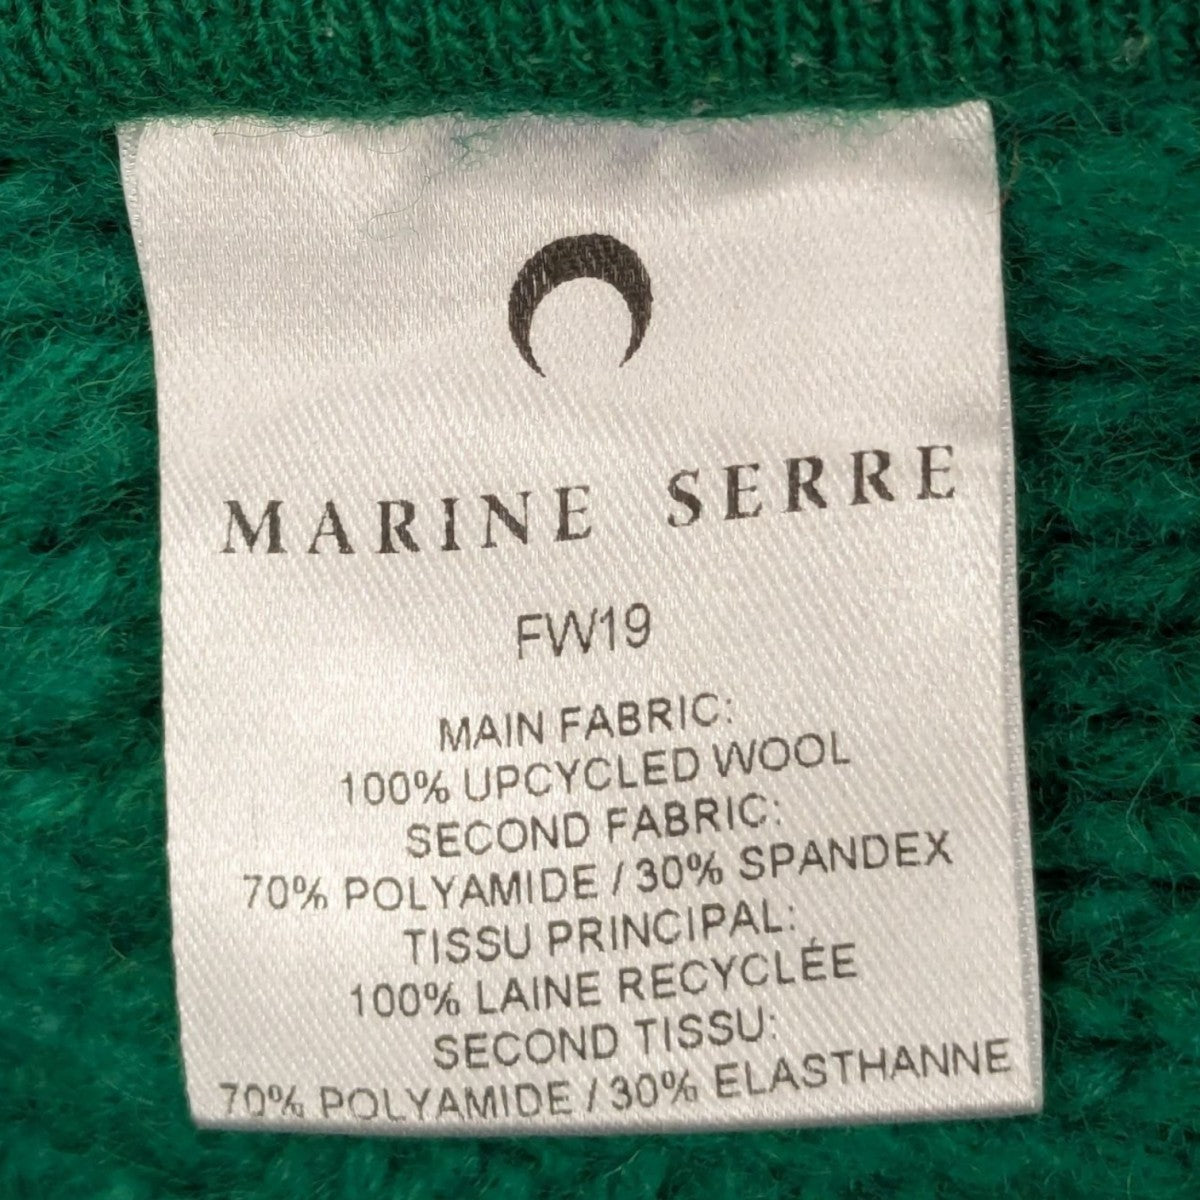 MARINE SERRE
FW19
MAIN FABRIC:
100% UPCYCLED WOOL
SECOND FABRIC:
70% POLYAMIDE / 30% SPANDEX
TISSU PRINCIPAL:
100% LAINE RECYCLÉE
SECOND TISSU:
70% POLYAMIDE / 30% ELASTHANNE